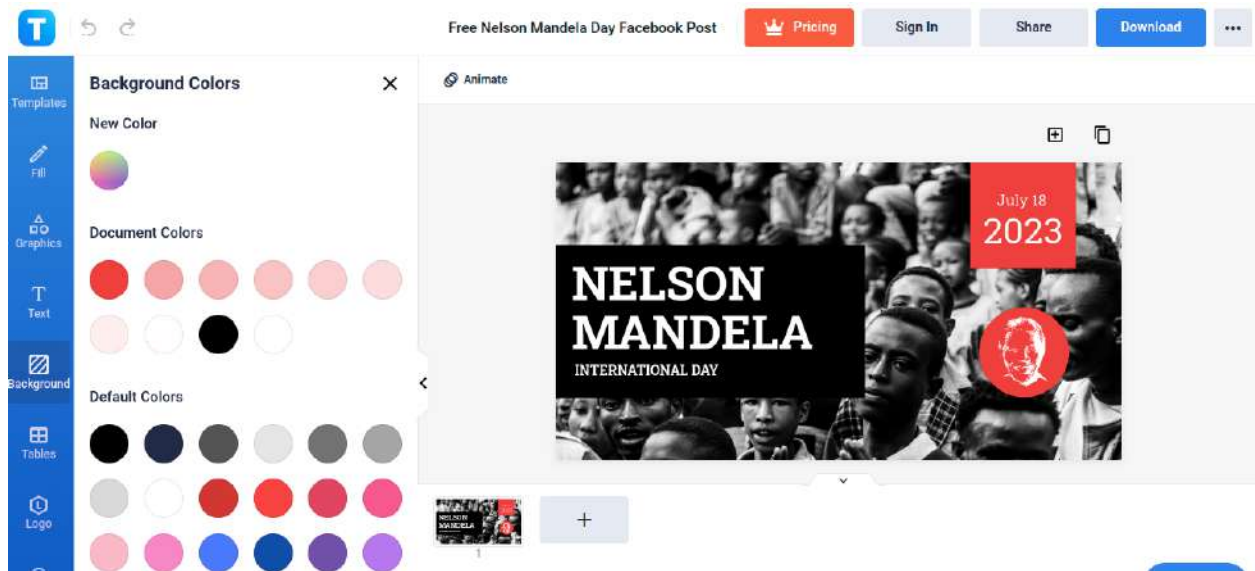 T
Free Nelson Mandela Day Facebook Post
Pricing
Sign In
Share
Download
Templates
Fill
Graphics
Text
Background
Tables
Logo
Background Colors
New Color
Document Colors
Default Colors
Animate
July 18
2023
NELSON
MANDELA
INTERNATIONAL DAY
NELSON
MANDELA
1